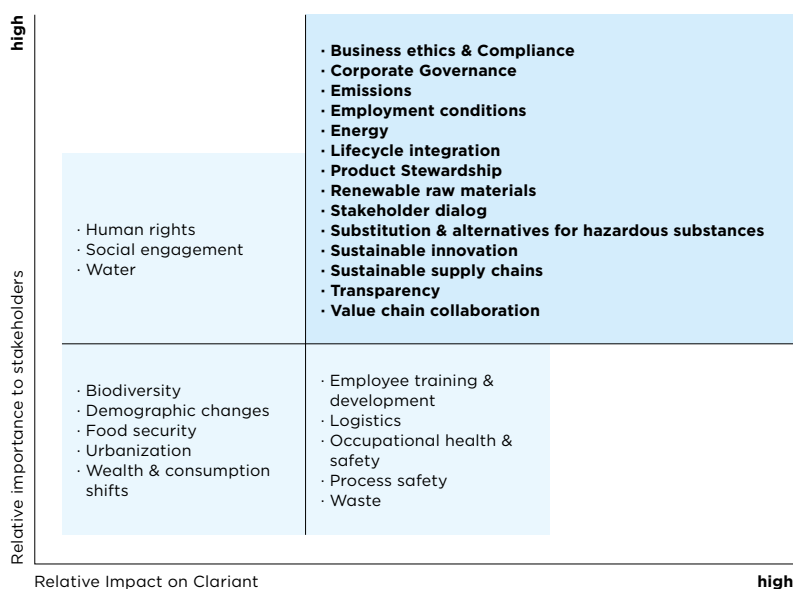 high
Relative importance to stakeholders
· Business ethics & Compliance
· Corporate Governance
· Emissions
· Employment conditions
· Energy
· Lifecycle integration
· Product Stewardship
· Renewable raw materials
· Stakeholder dialog
· Substitution & alternatives for hazardous substances
· Sustainable innovation
· Sustainable supply chains
· Transparency
· Value chain collaboration
· Human rights
· Social engagement
· Water
· Biodiversity
· Demographic changes
· Food security
· Urbanization
· Wealth & consumption
shifts
· Employee training &
development
· Logistics
· Occupational health &
safety
· Process safety
· Waste
Relative Impact on Clariant
high